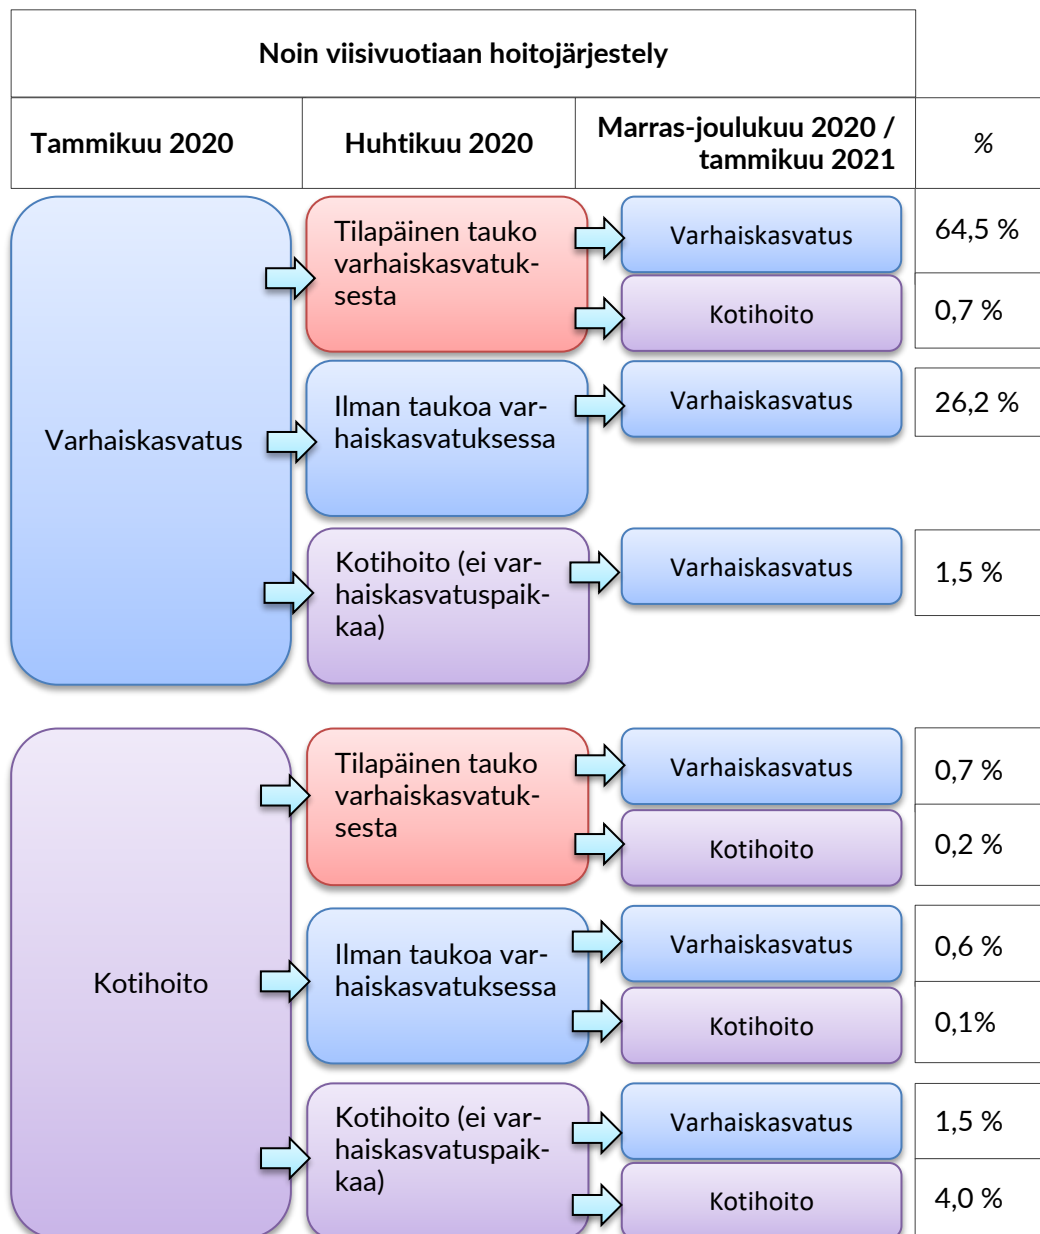 Noin viisivuotiaan hoitojärjestely
Tammikuu 2020
Huhtikuu 2020
Marras-joulukuu 2020 /
tammikuu 2021
%
Varhaiskasvatus
Tilapäinen tauko
varhaiskasvatuk-
sesta
Varhaiskasvatus
64,5 %
Kotihoito
0,7 %
Ilman taukoa var-
haiskasvatuksessa
Varhaiskasvatus
26,2 %
Kotihoito (ei var-
haiskasvatuspaik-
kaa)
Varhaiskasvatus
1,5 %
Kotihoito
Tilapäinen tauko
varhaiskasvatuk-
sesta
Varhaiskasvatus
0,7 %
Kotihoito
0,2 %
Ilman taukoa var-
haiskasvatuksessa
Varhaiskasvatus
0,6 %
Kotihoito
0,1%
Kotihoito (ei var-
haiskasvatuspaik-
kaa)
Varhaiskasvatus
1,5 %
Kotihoito
4,0 %